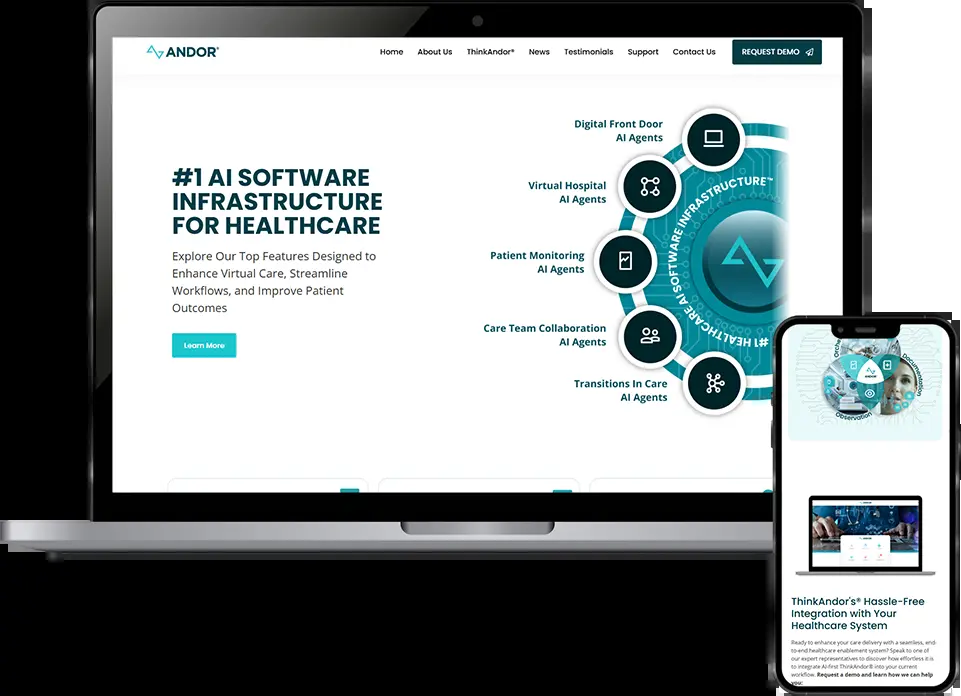 ANDOR®
Home About Us ThinkAndor® News Testimonials Support Contact Us REQUEST DEMO
#1 AI SOFTWARE
INFRASTRUCTURE
FOR HEALTHCARE
Explore Our Top Features Designed to
Enhance Virtual Care, Streamline
Workflows, and Improve Patient
Outcomes
Learn More
Digital Front Door
AI Agents
Virtual Hospital
AI Agents
Patient Monitoring
AI Agents
Care Team Collaboration
AI Agents
Transitions In Care
AI Agents
#1 HEALTHCARE AI SOFTWARE INFRASTRUCTURE™
Documentation
ANDOR
Observation
ThinkAndor's® Hassle-Free
Integration with Your
Healthcare System
Ready to enhance your care delivery with a seamless, end-
to-end healthcare enablement system? Speak to one of
our expert representatives to discover how effortless it is
to integrate AI-first ThinkAndor® into your current
workflow. Request a demo and learn how we can help
you: